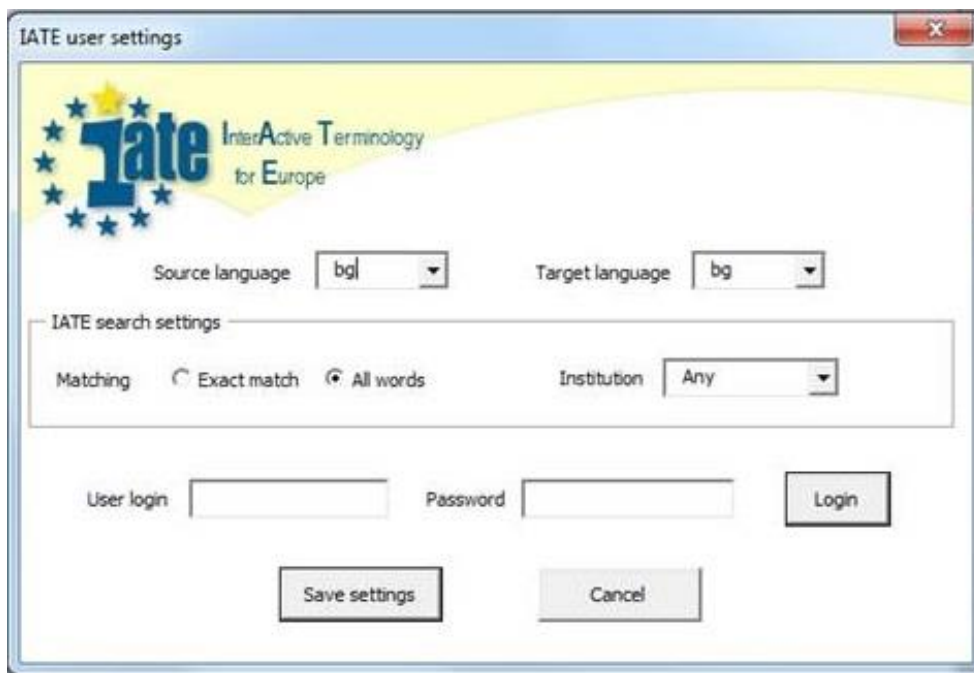 IATE user settings
Iate InterActive Terminology
for Europe
Source language bg Target language bg
IATE search settings
Matching Exact match All words Institution Any
User login Password Login
Save settings Cancel